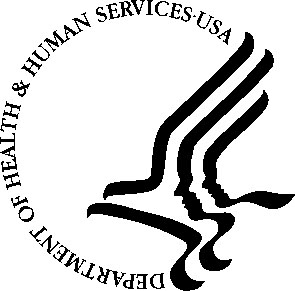 DEPARTMENT OF HEALTH & HUMAN SERVICES·USA